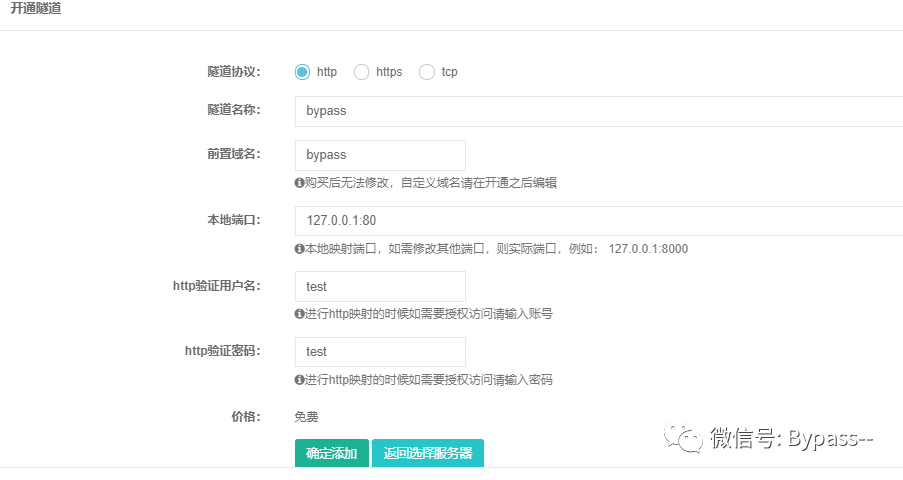 开通隧道
隧道协议： http https tcp
隧道名称： bypass
前置域名： bypass
购买后无法修改，自定义域名请在开通之后编辑
本地端口： 127.0.0.1:80
本地映射端口，如需修改其他端口，则实际端口，例如： 127.0.0.1:8000
http验证用户名： test
进行http映射的时候如需要授权访问请输入账号
http验证密码： test
进行http映射的时候如需要授权访问请输入密码
价格： 免费
微信号: Bypass--
确定添加 返回选择服务器